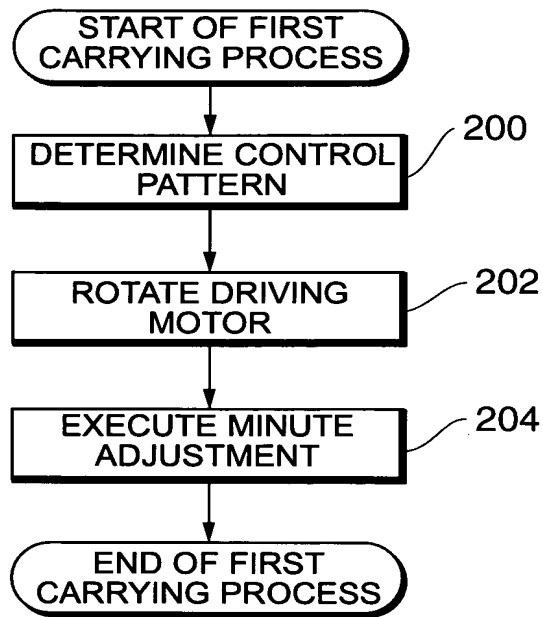 START OF FIRST
CARRYING PROCESS
200
DETERMINE CONTROL
PATTERN
202
ROTATE DRIVING
MOTOR
204
EXECUTE MINUTE
ADJUSTMENT
END OF FIRST
CARRYING PROCESS